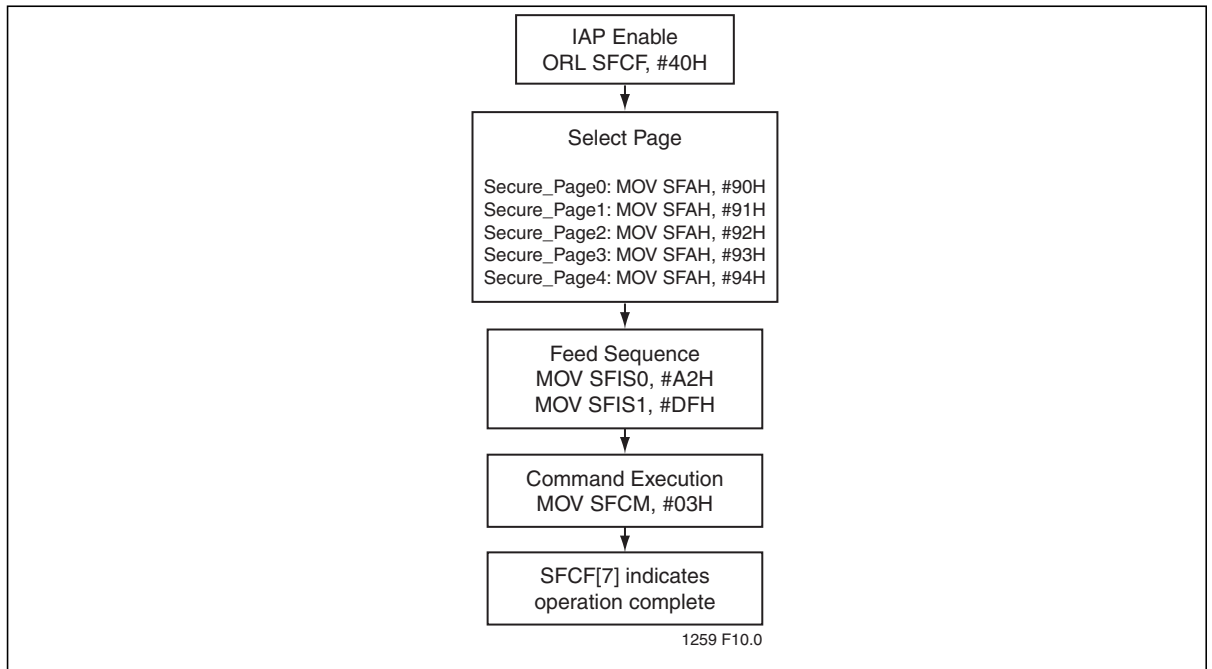 IAP Enable
ORL SFCF, #40H
Select Page
Secure_Page0: MOV SFAH, #90H
Secure_Page1: MOV SFAH, #91H
Secure_Page2: MOV SFAH, #92H
Secure_Page3: MOV SFAH, #93H
Secure_Page4: MOV SFAH, #94H
Feed Sequence
MOV SFIS0, #A2H
MOV SFIS1, #DFH
Command Execution
MOV SFCM, #03H
SFCF[7] indicates
operation complete
1259 F10.0